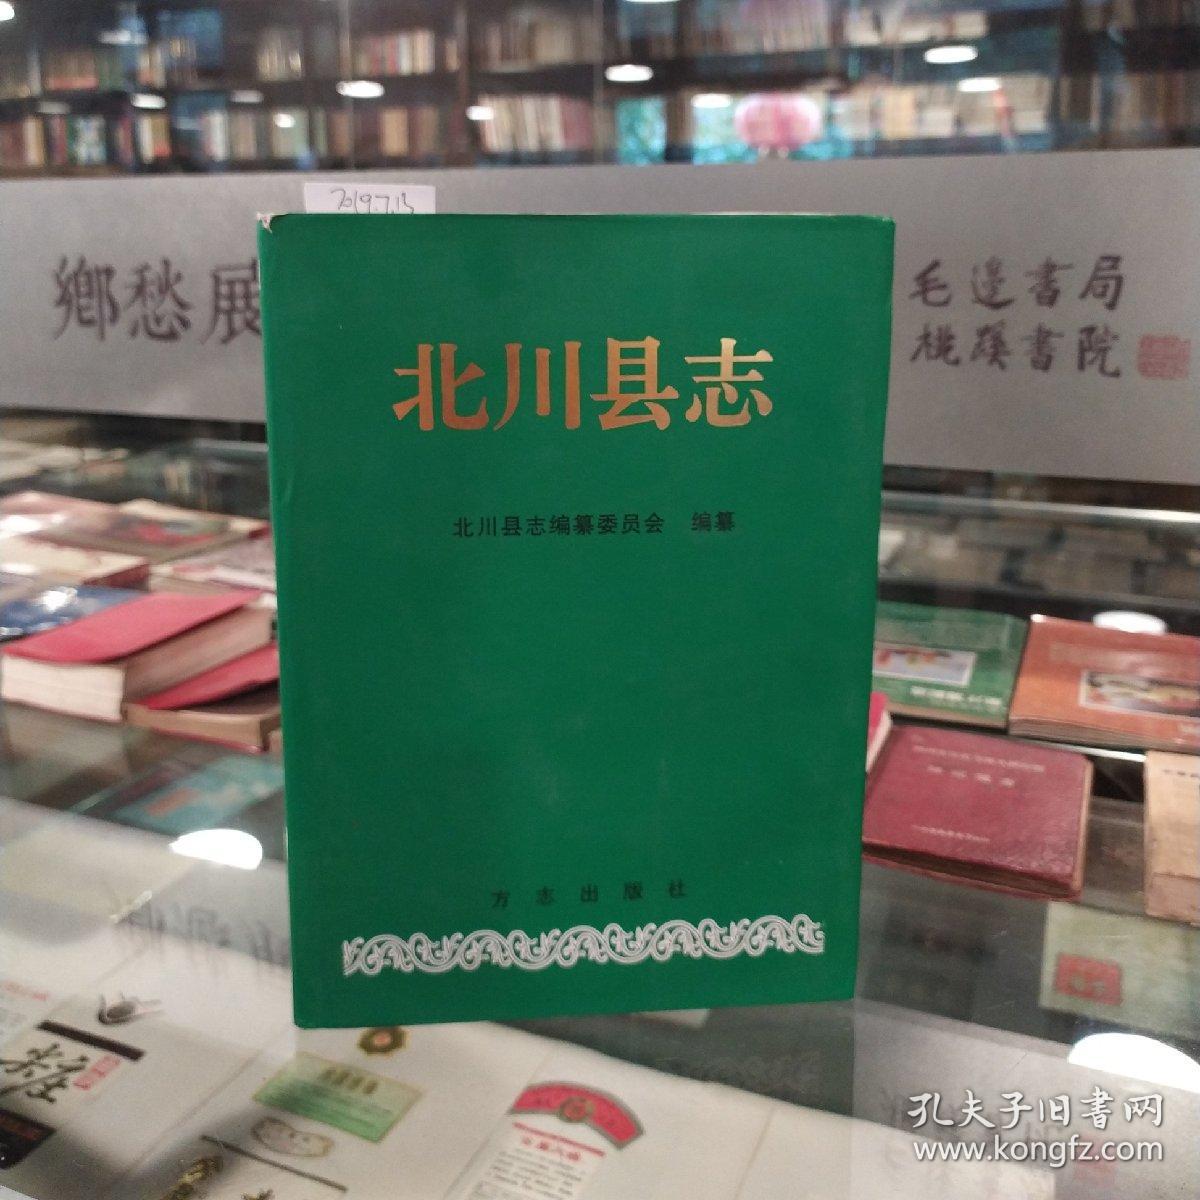 2019.7.13
鄉愁展
毛邊書局
桃蹊書院
北川县志
北川县志编纂委员会 编纂
方志出版社
孔夫子旧书网
www.kongfz.com